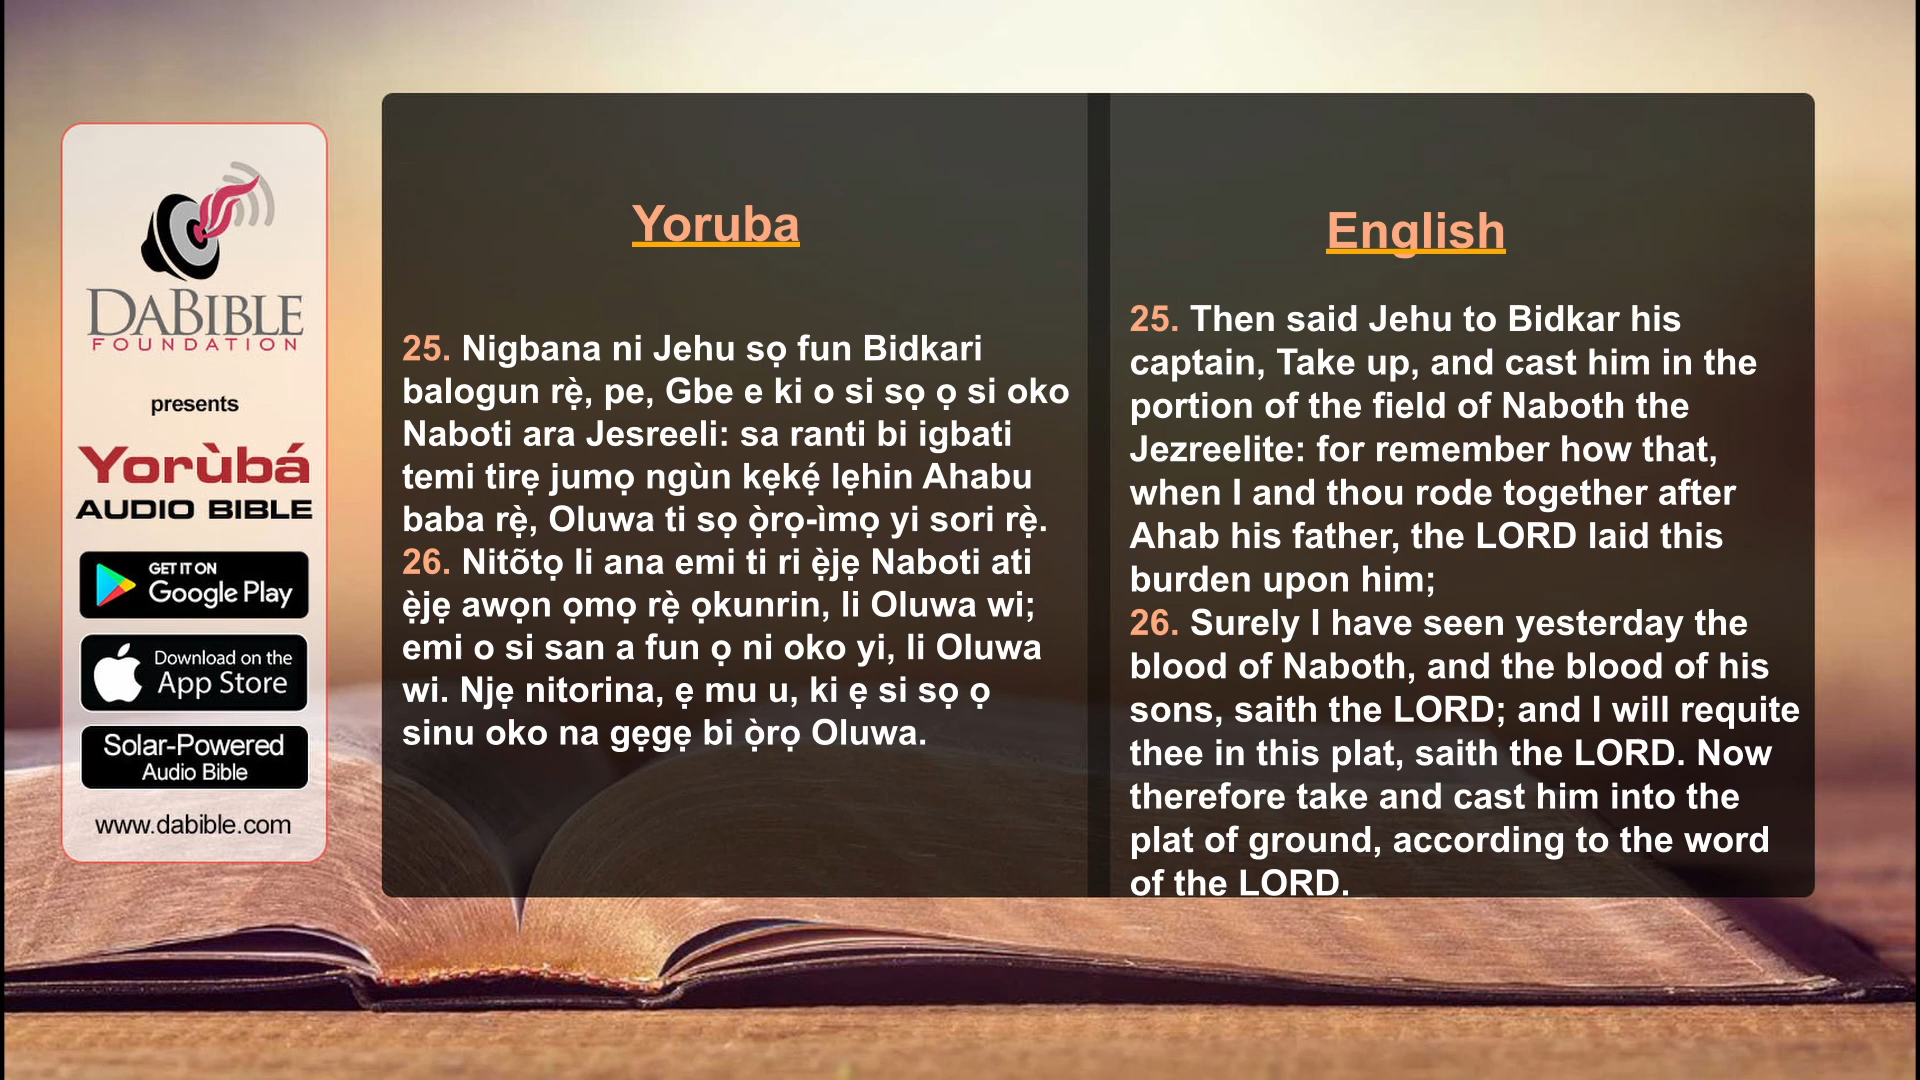 DABIBLE
FOUNDATION
presents
Yorùbá
AUDIO BIBLE
GET IT ON
Google Play
Download on the
App Store
Solar-Powered
Audio Bible
www.dabible.com
Yoruba
25. Nigbana ni Jehu sọ fun Bidkari
balogun rẹ̀, pe, Gbe e ki o si sọ ọ si oko
Naboti ara Jesreeli: sa ranti bi igbati
temi tirẹ jumọ ngùn kẹkẹ́ lẹhin Ahabu
baba rẹ̀, Oluwa ti sọ ọ̀rọ-ìmọ yi sori rẹ̀.
26. Nitõtọ li ana emi ti ri ẹ̀jẹ Naboti ati
ẹ̀jẹ awọn ọmọ rẹ̀ ọkunrin, li Oluwa wi;
emi o si san a fun ọ ni oko yi, li Oluwa
wi. Njẹ nitorina, ẹ mu u, ki ẹ si sọ ọ
sinu oko na gẹgẹ bi ọ̀rọ Oluwa.
English
25. Then said Jehu to Bidkar his
captain, Take up, and cast him in the
portion of the field of Naboth the
Jezreelite: for remember how that,
when I and thou rode together after
Ahab his father, the LORD laid this
burden upon him;
26. Surely I have seen yesterday the
blood of Naboth, and the blood of his
sons, saith the LORD; and I will requite
thee in this plat, saith the LORD. Now
therefore take and cast him into the
plat of ground, according to the word
of the LORD.